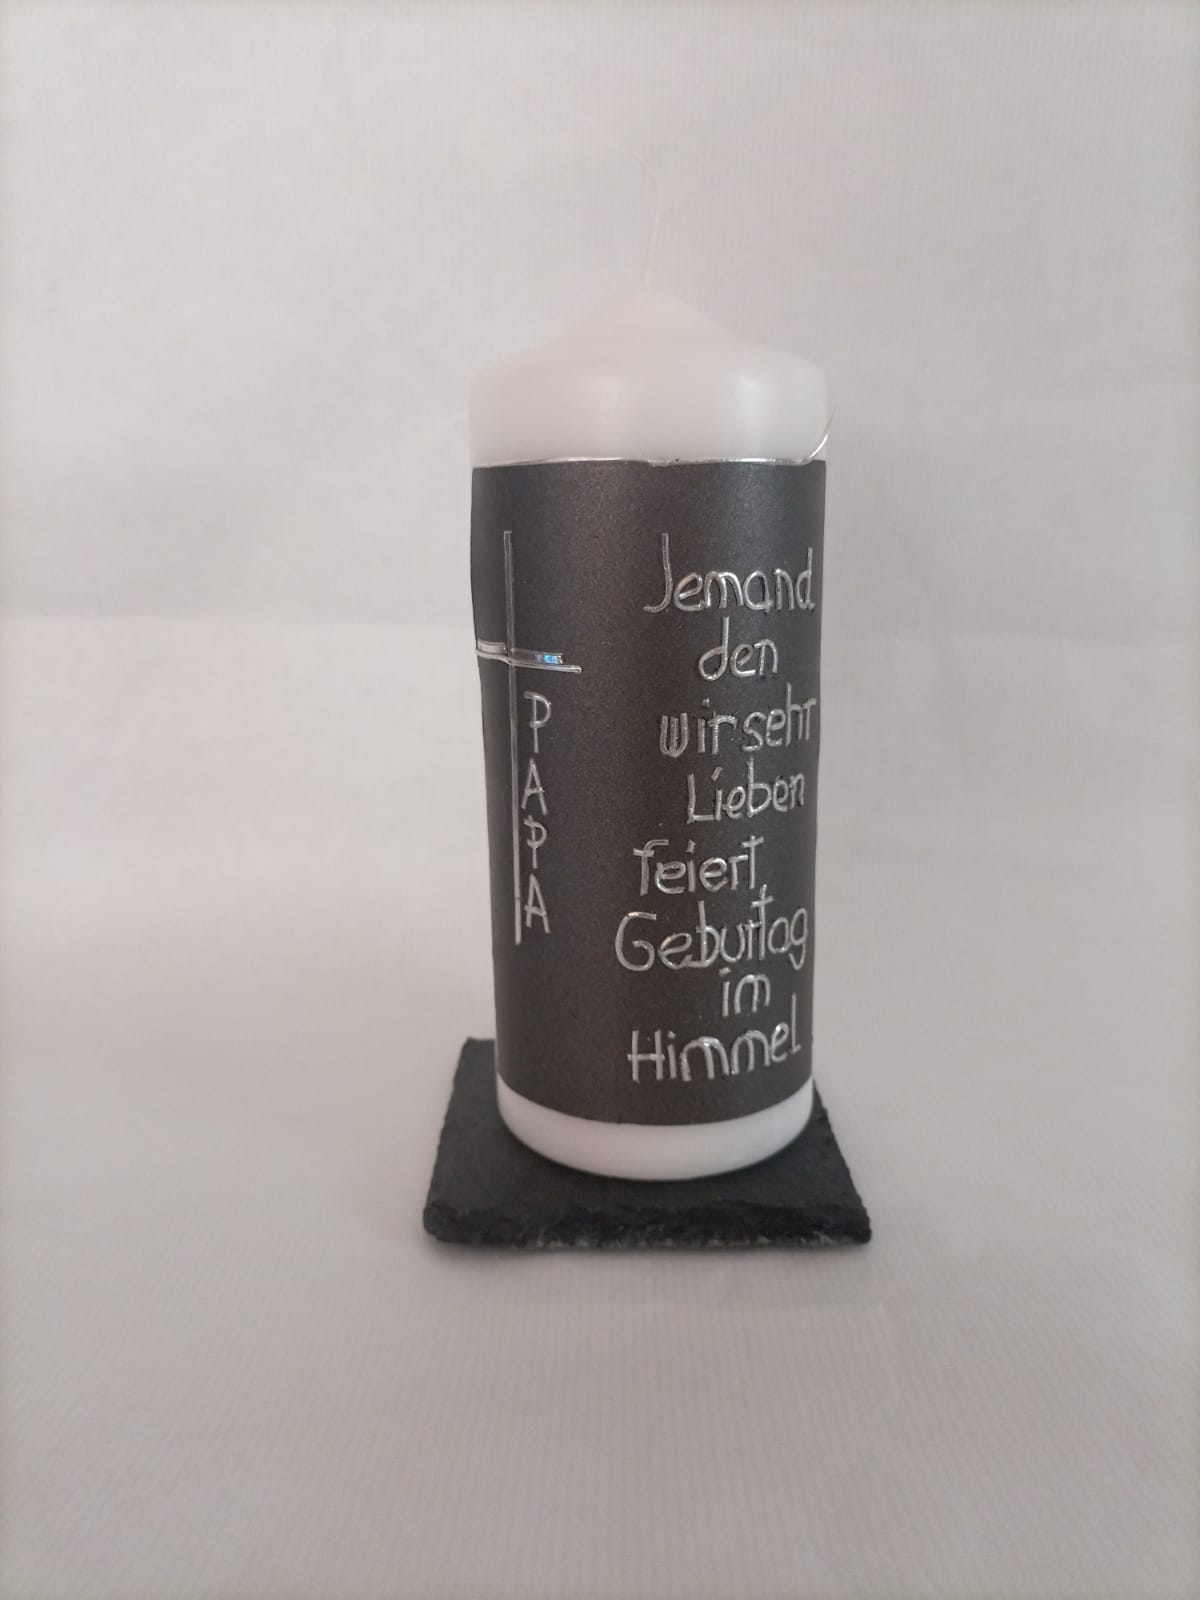 PAPA
Jemand
den
wir sehr
Lieben
feiert
Geburtag
im
Himmel